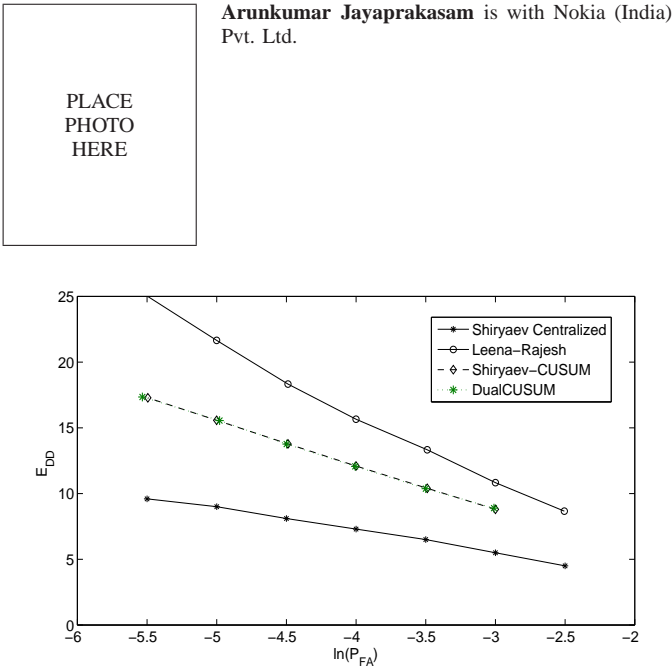 Arunkumar Jayaprakasam is with Nokia (India)
Pvt. Ltd.
PLACE
PHOTO
HERE
25
20
15
10
5
0
E_DD
Shiryaev Centralized
Leena−Rajesh
Shiryaev−CUSUM
DualCUSUM
−6 −5.5 −5 −4.5 −4 −3.5 −3 −2.5 −2
ln(P_FA)